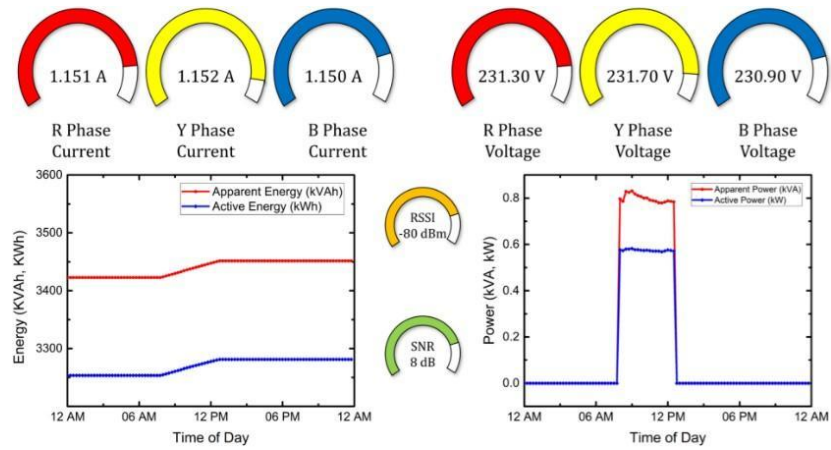 1.151 A
1.152 A
1.150 A
231.30 V
231.70 V
230.90 V
R Phase
Current
Y Phase
Current
B Phase
Current
R Phase
Voltage
Y Phase
Voltage
B Phase
Voltage
3600
3450
3300
Energy (KVAh, KWh)
Apparent Energy (kVAh)
Active Energy (kWh)
12 AM
06 AM
12 PM
06 PM
12 AM
Time of Day
RSSI
-80 dBm
SNR
8 dB
0.8
0.6
0.4
0.2
0.0
Power (kVA, kW)
Apparent Power (kVA)
Active Power (kW)
12 AM
06 AM
12 PM
06 PM
12 AM
Time of Day